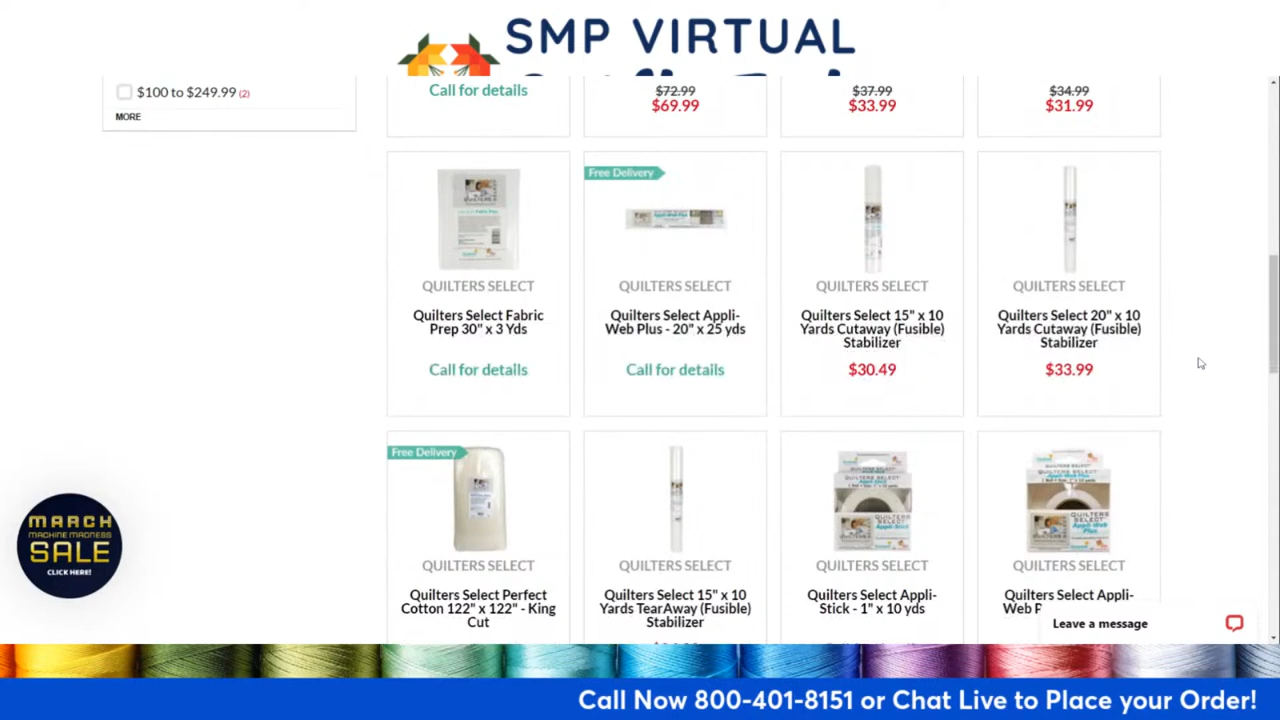 SMP VIRTUAL
$100 to $249.99 (2)
MORE
Call for details
$72.99
$69.99
$37.99
$33.99
$34.99
$31.99
Free Delivery
QUILTERS SELECT
Quilters Select Fabric
Prep 30" x 3 Yds
Call for details
QUILTERS SELECT
Quilters Select Appli-
Web Plus - 20" x 25 yds
Call for details
QUILTERS SELECT
Quilters Select 15" x 10
Yards Cutaway (Fusible)
Stabilizer
$30.49
QUILTERS SELECT
Quilters Select 20" x 10
Yards Cutaway (Fusible)
Stabilizer
$33.99
Free Delivery
QUILTERS SELECT
Quilters Select Perfect
Cotton 122" x 122" - King
Cut
QUILTERS SELECT
Quilters Select 15" x 10
Yards TearAway (Fusible)
Stabilizer
QUILTERS SELECT
Quilters Select Appli-
Stick - 1" x 10 yds
QUILTERS SELECT
Quilters Select Appli-
Web
MARCH
MACHINE MADNESS
SALE
CLICK HERE!
Leave a message
Call Now 800-401-8151 or Chat Live to Place your Order!